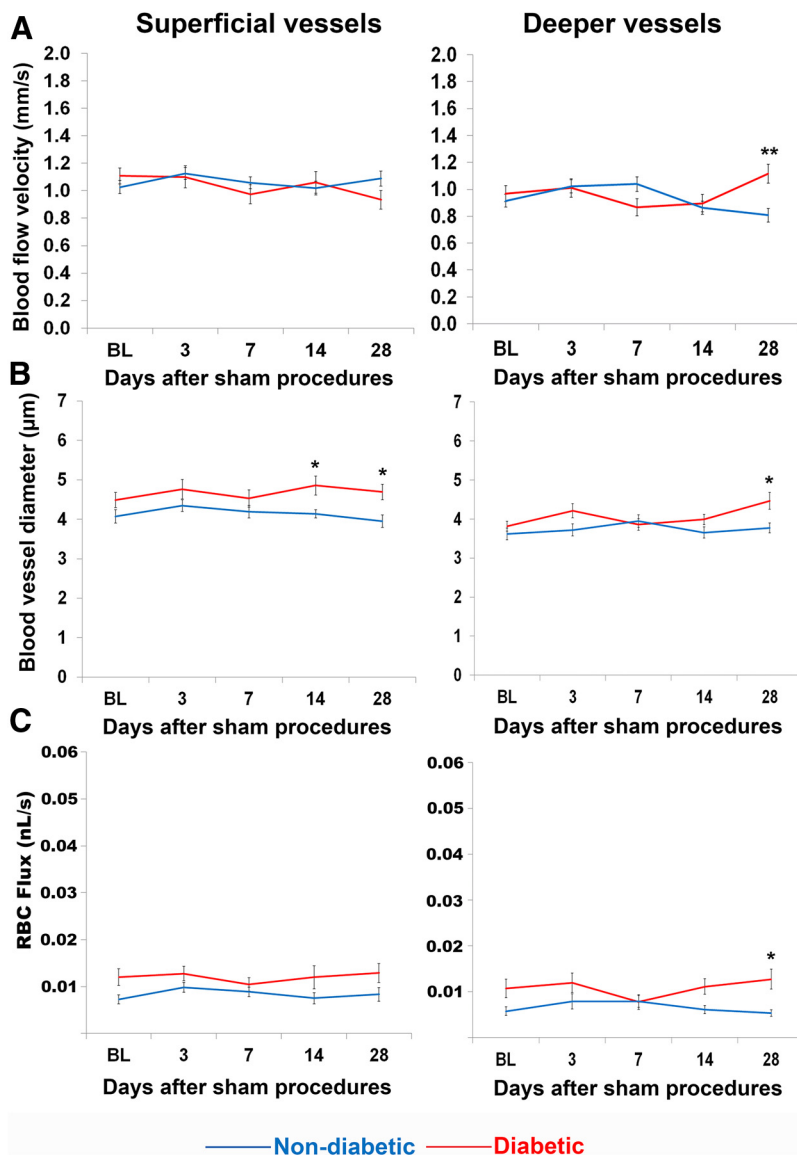 A
Superficial vessels
Deeper vessels
Blood flow velocity (mm/s)
2.0
1.8
1.6
1.4
1.2
1.0
0.8
0.6
0.4
0.2
0.0
BL 3 7 14 28
Days after sham procedures
2.0
1.8
1.6
1.4
1.2
1.0
0.8
0.6
0.4
0.2
0.0
**
BL 3 7 14 28
Days after sham procedures
B
Blood vessel diameter (µm)
7
6
5
4
3
2
1
0
* *
BL 3 7 14 28
Days after sham procedures
7
6
5
4
3
2
1
0
*
BL 3 7 14 28
Days after sham procedures
C
RBC Flux (nL/s)
0.06
0.05
0.04
0.03
0.02
0.01
BL 3 7 14 28
Days after sham procedures
0.06
0.05
0.04
0.03
0.02
0.01
*
BL 3 7 14 28
Days after sham procedures
Non-diabetic Diabetic